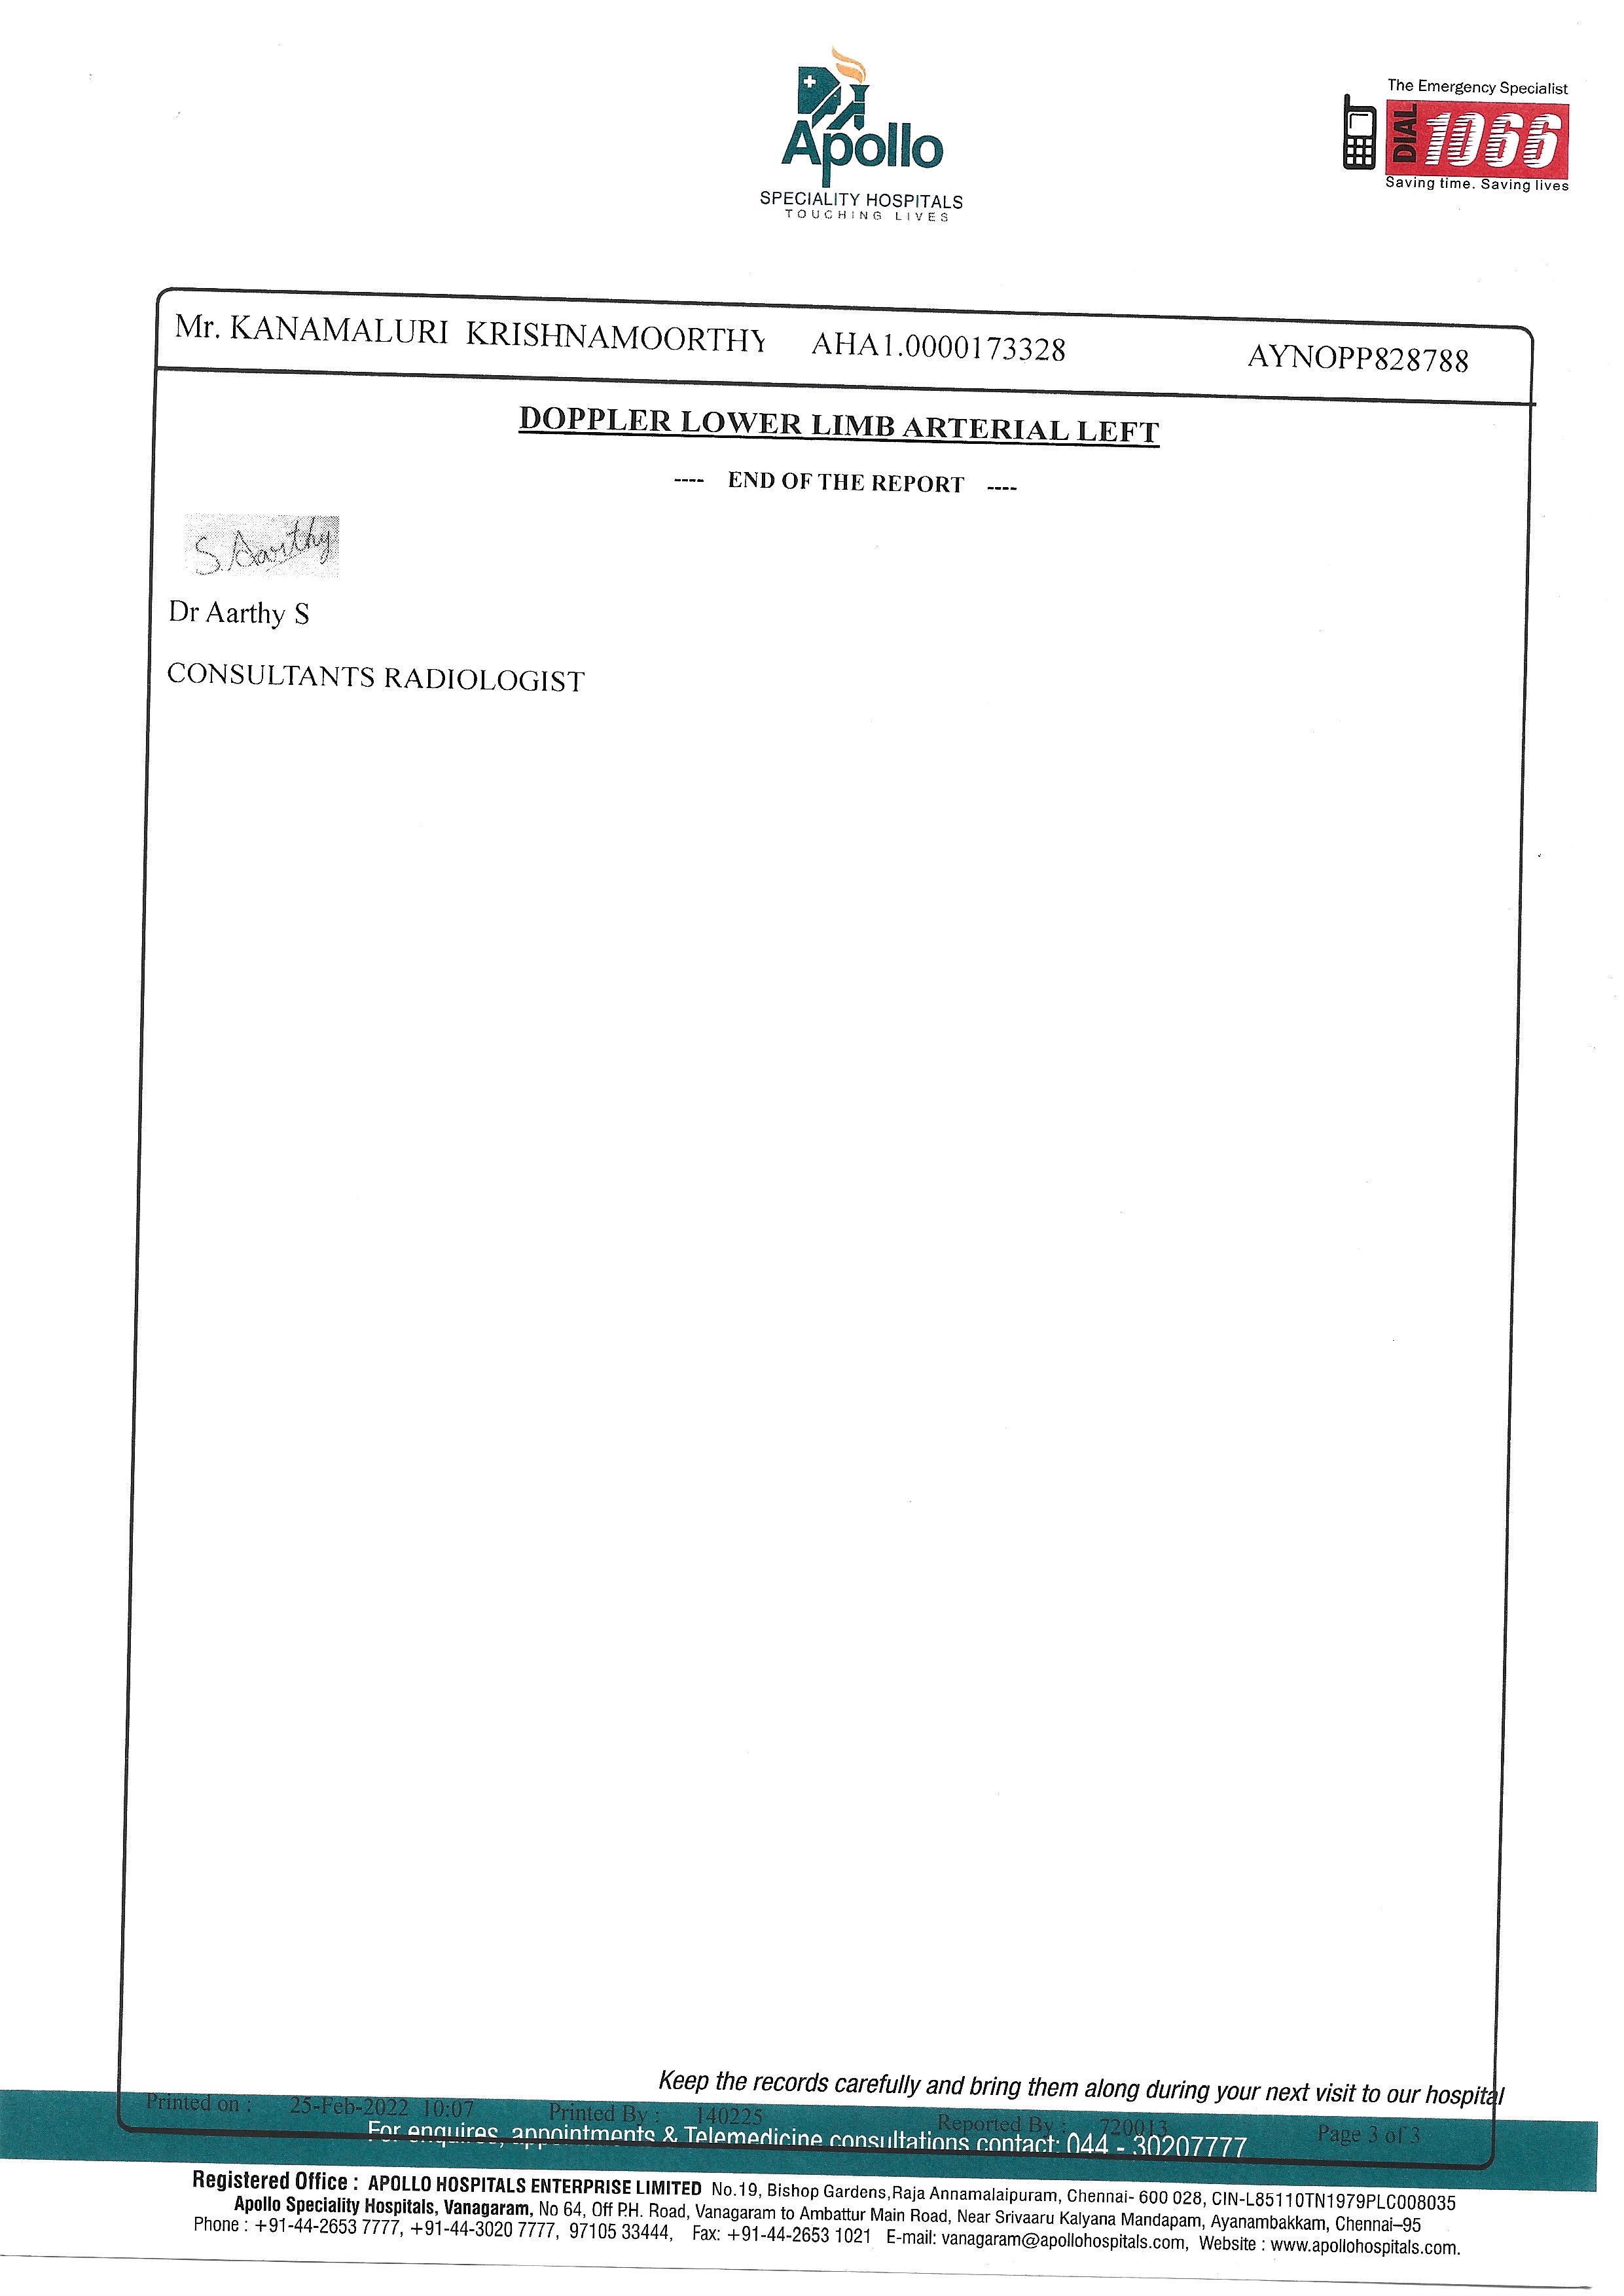 The Emergency Specialist
DIAL 1066
Saving time. Saving lives
Apollo
SPECIALITY HOSPITALS
TOUCHING LIVES
Mr. KANAMALURI KRISHNAMOORTHY AHA1.0000173328 AYNOPP828788
DOPPLER LOWER LIMB ARTERIAL LEFT
---- END OF THE REPORT ----
S. Aarthy
Dr Aarthy S
CONSULTANTS RADIOLOGIST
Keep the records carefully and bring them along during your next visit to our hospital
Printed on : 25-Feb-2022 10:07 Printed By : 140225 Reported By : 720013 Page 3 of 3
For enquires, appointments & Telemedicine consultations contact: 044 - 30207777
Registered Office : APOLLO HOSPITALS ENTERPRISE LIMITED No.19, Bishop Gardens,Raja Annamalaipuram, Chennai- 600 028, CIN-L85110TN1979PLC008035
Apollo Speciality Hospitals, Vanagaram, No 64, Off P.H. Road, Vanagaram to Ambattur Main Road, Near Srivaaru Kalyana Mandapam, Ayanambakkam, Chennai–95
Phone : +91-44-2653 7777, +91-44-3020 7777, 97105 33444, Fax: +91-44-2653 1021 E-mail: vanagaram@apollohospitals.com, Website : www.apollohospitals.com.